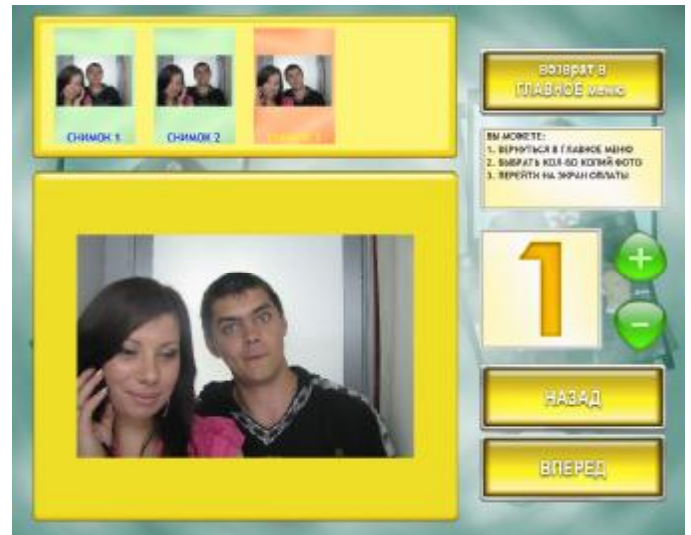 СНИМОК 1
СНИМОК 2
возврат в
ГЛАВНОЕ меню
ВЫ МОЖЕТЕ:
1. ВЕРНУТЬСЯ В ГЛАВНОЕ МЕНЮ
2. ВЫБРАТЬ КОЛ-ВО КОПИЙ ФОТО
3. ПЕРЕЙТИ НА ЭКРАН ОПЛАТЫ
1
+
-
НАЗАД
ВПЕРЕД